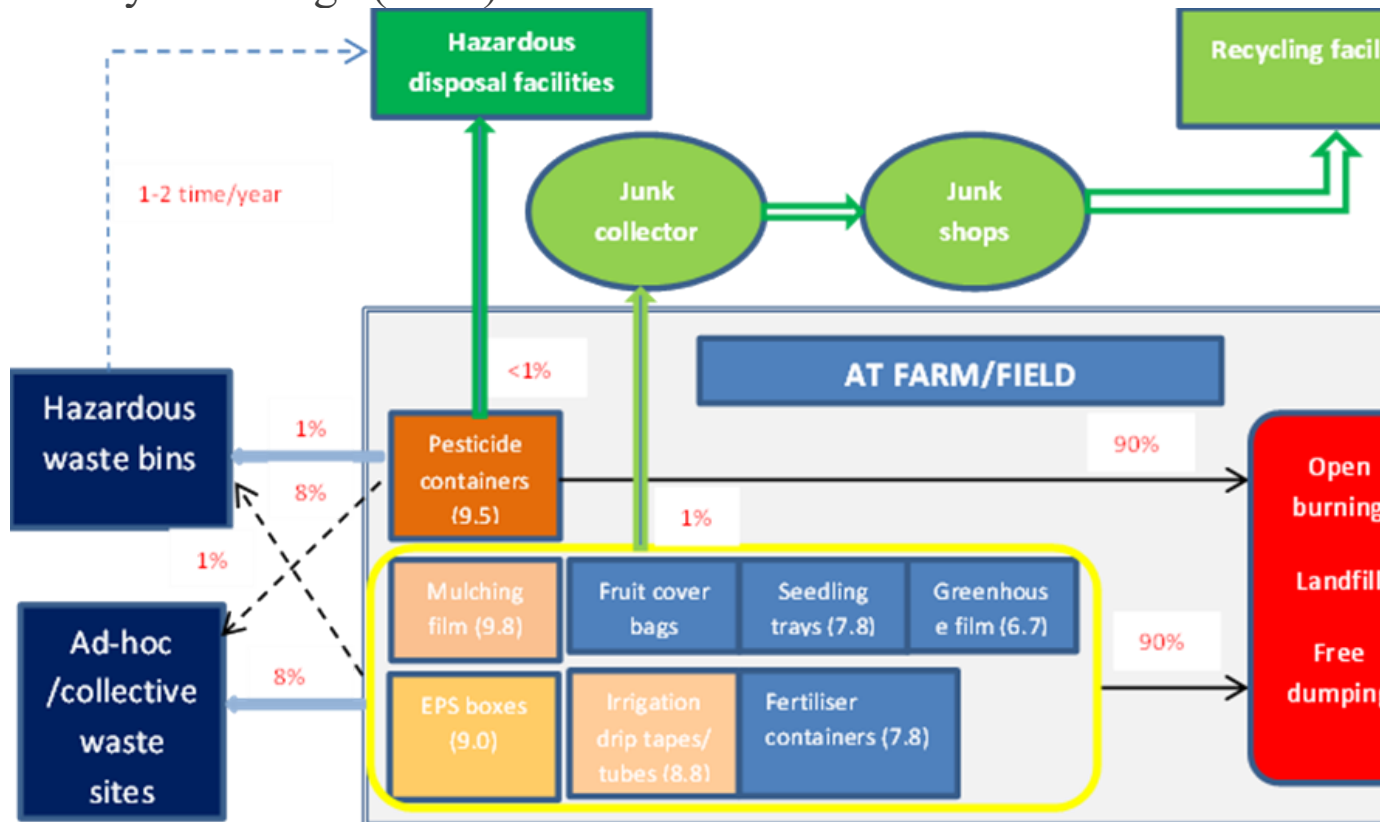 Hazardous
disposal facilities
Recycling facil
1-2 time/year
Junk
collector
Junk
shops
<1%
AT FARM/FIELD
Hazardous
waste bins
1%
8%
Pesticide
containers
(9.5)
90%
Open
burning
Landfill
Free
dumping
1%
1%
Mulching
film (9.8)
Fruit cover
bags
Seedling
trays (7.8)
Greenhous
e film (6.7)
90%
Ad-hoc
/collective
waste
sites
8%
EPS boxes
(9.0)
Irrigation
drip tapes/
tubes (8.8)
Fertiliser
containers (7.8)